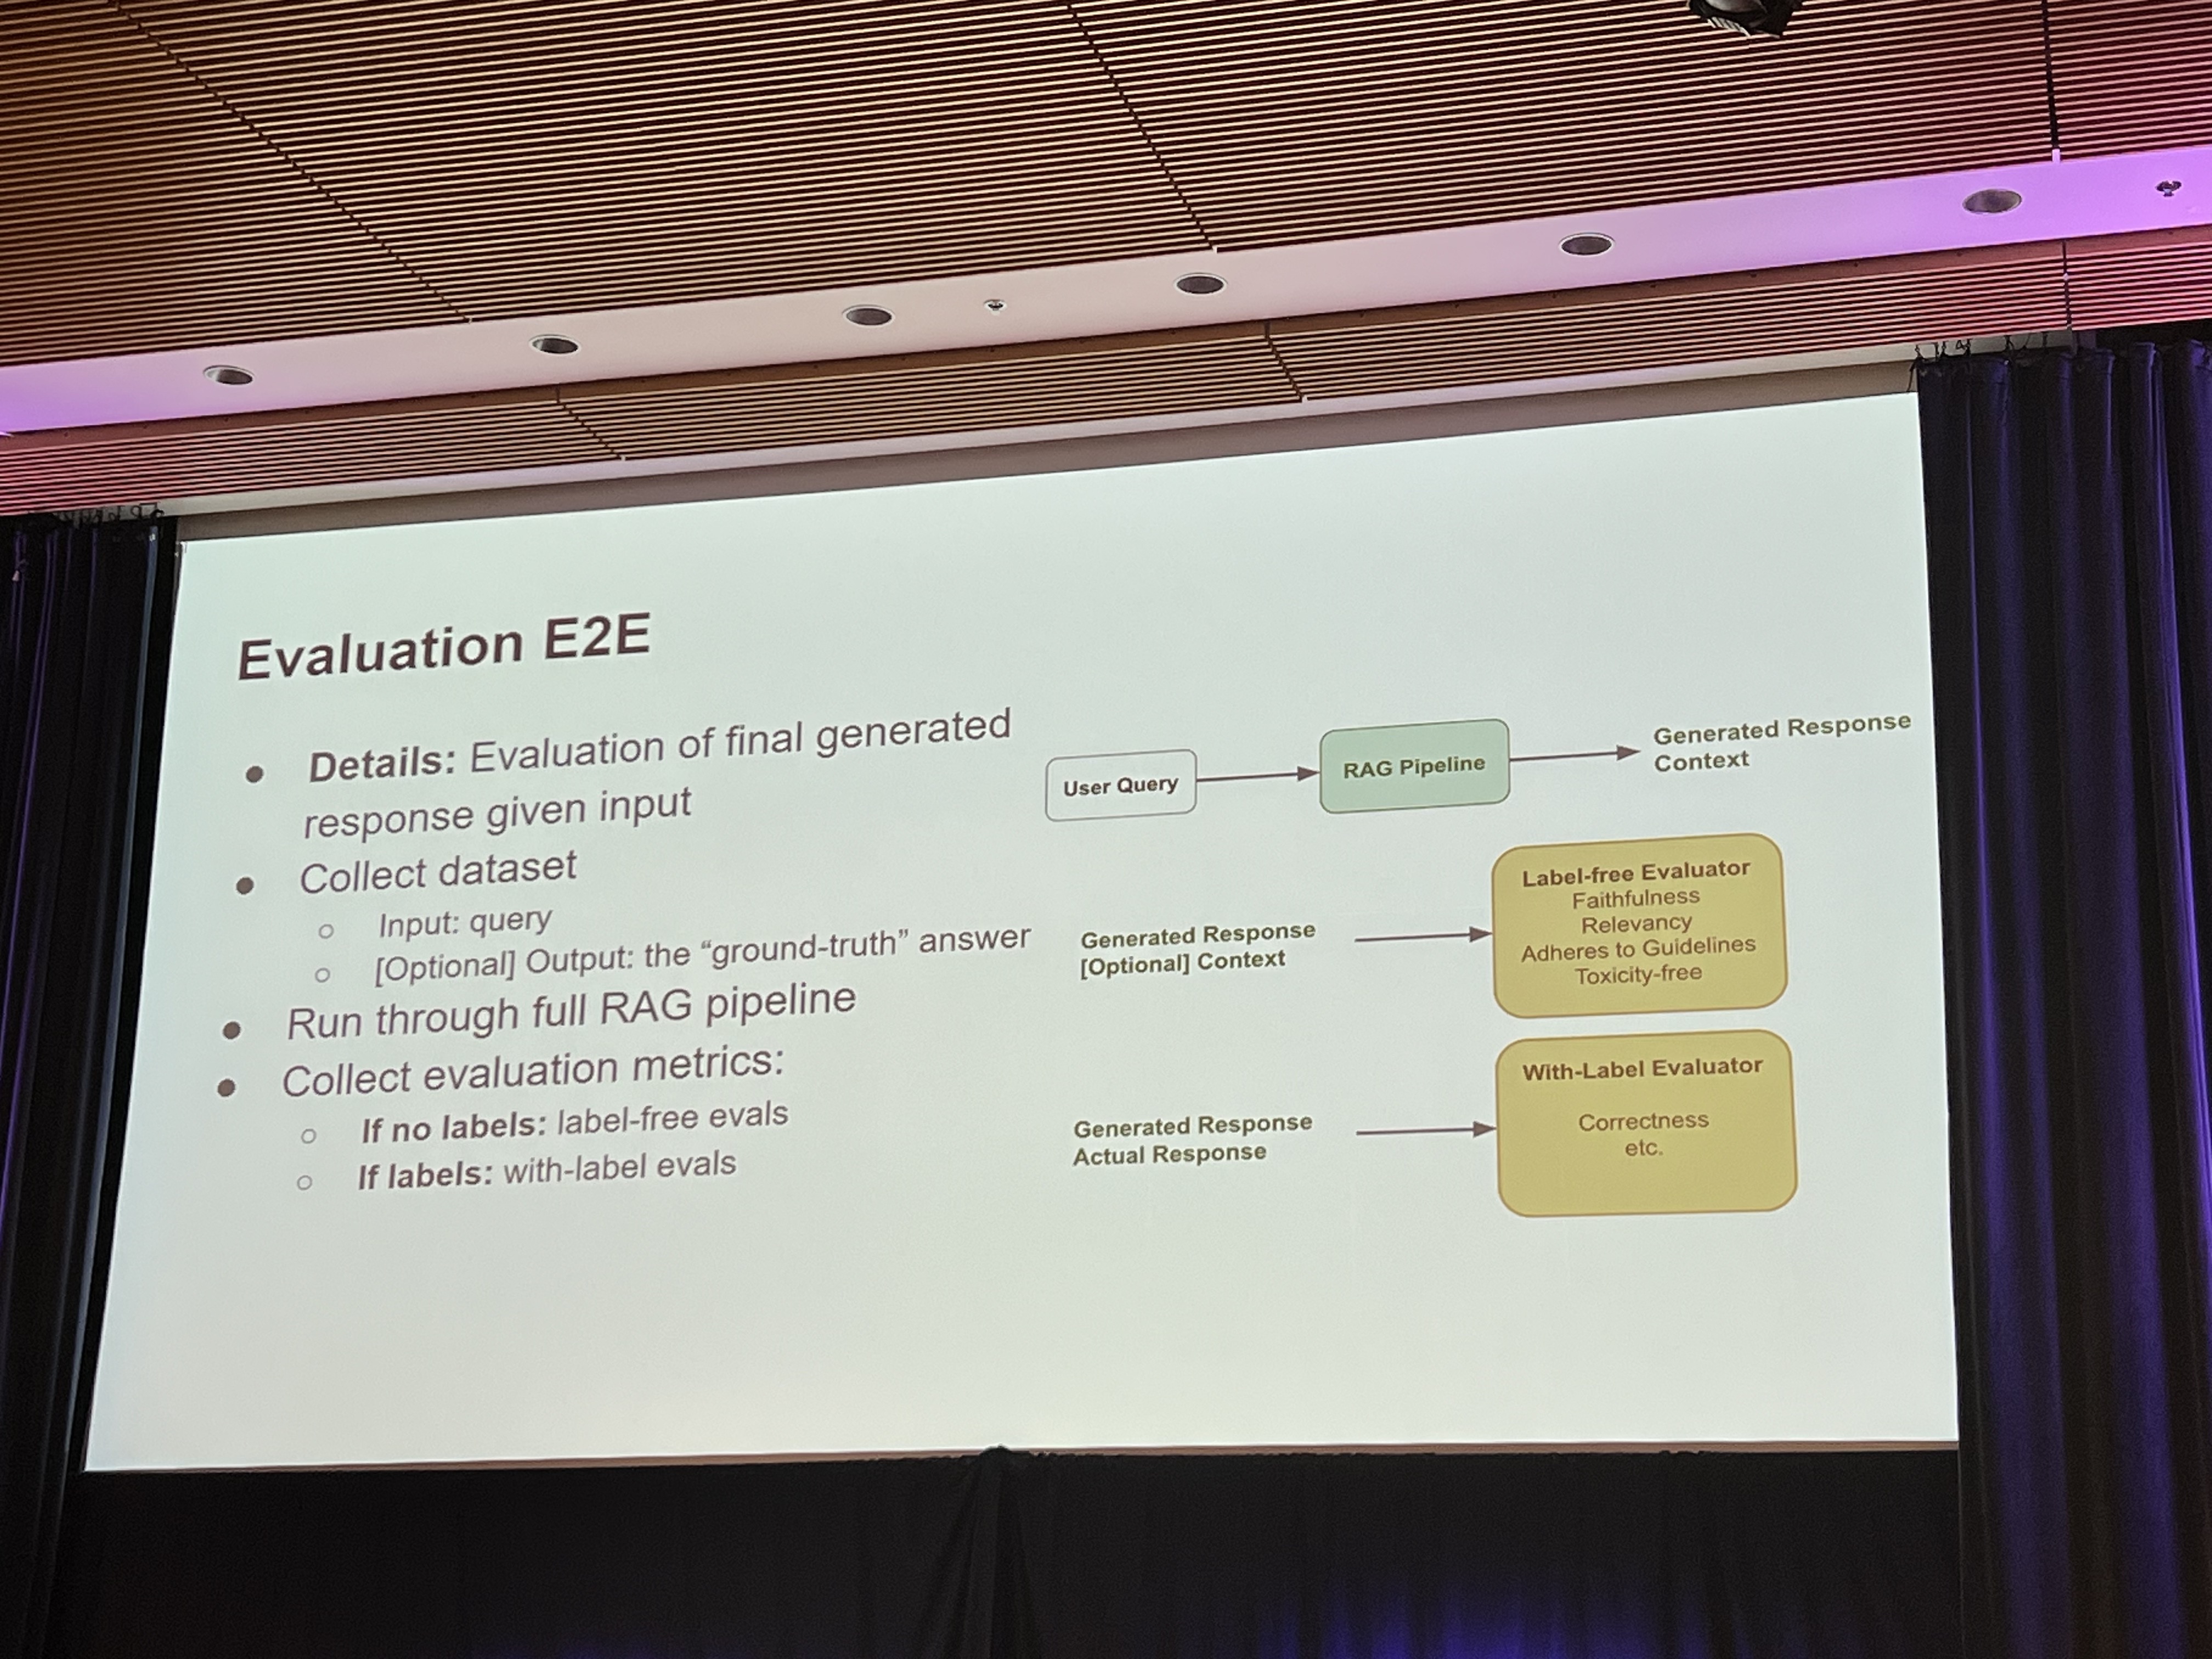 Evaluation E2E
● Details: Evaluation of final generated
response given input
● Collect dataset
○ Input: query
○ [Optional] Output: the “ground-truth” answer
● Run through full RAG pipeline
● Collect evaluation metrics:
○ If no labels: label-free evals
○ If labels: with-label evals
User Query
RAG Pipeline
Generated Response
Context
Generated Response
[Optional] Context
Label-free Evaluator
Faithfulness
Relevancy
Adheres to Guidelines
Toxicity-free
Generated Response
Actual Response
With-Label Evaluator
Correctness
etc.